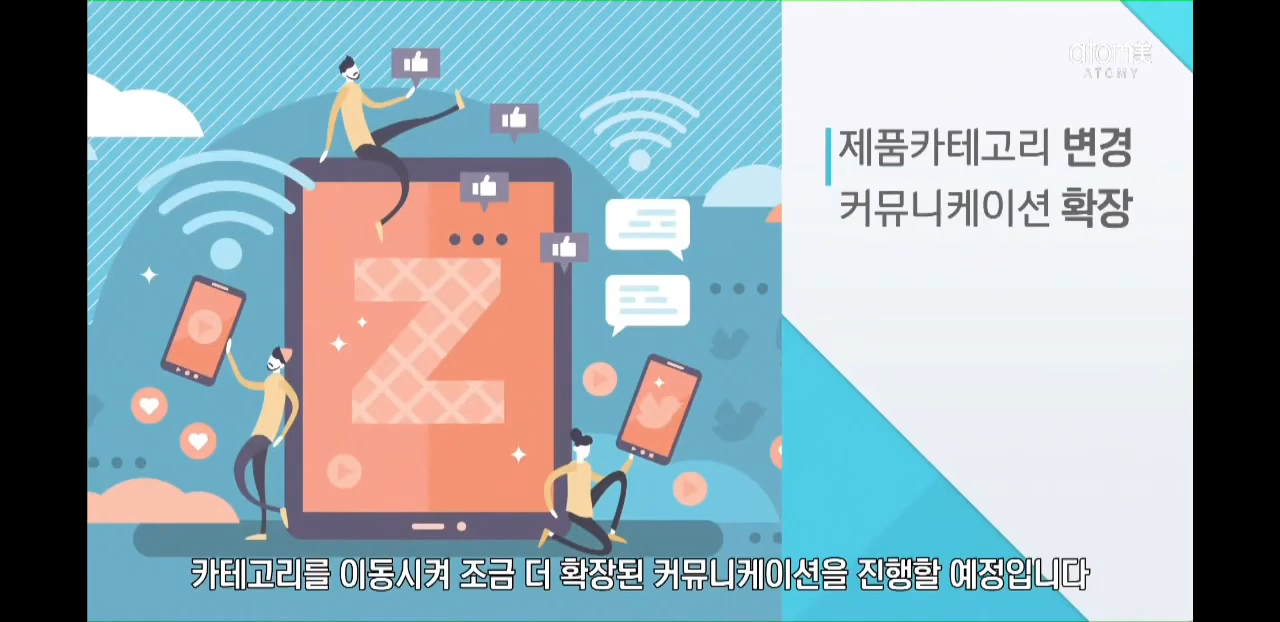 atom美
ATOMY
제품카테고리 변경
커뮤니케이션 확장
Z
카테고리를 이동시켜 조금 더 확장된 커뮤니케이션을 진행할 예정입니다